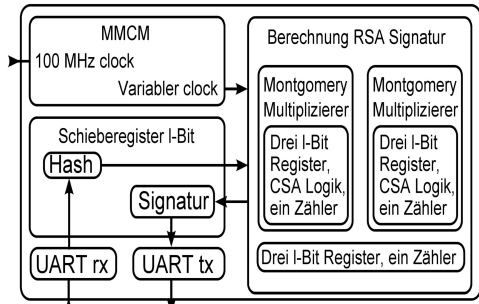 MMCM
100 MHz clock
Variabler clock
Schieberegister l-Bit
Hash
Signatur
UART rx
UART tx
Berechnung RSA Signatur
Montgomery
Multiplizierer
Drei l-Bit
Register,
CSA Logik,
ein Zähler
Montgomery
Multiplizierer
Drei l-Bit
Register,
CSA Logik,
ein Zähler
Drei l-Bit Register, ein Zähler